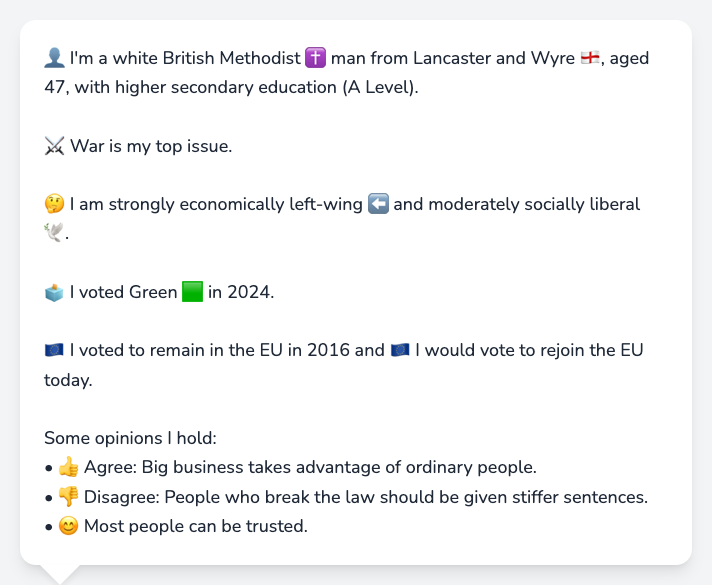 👤 I'm a white British Methodist ✝️ man from Lancaster and Wyre 🏴󠁧󠁢󠁥󠁮󠁧󠁿, aged
47, with higher secondary education (A Level).
⚔️ War is my top issue.
🤔 I am strongly economically left-wing ⬅️ and moderately socially liberal
🕊️.
🗳️ I voted Green 🟩 in 2024.
🇪🇺 I voted to remain in the EU in 2016 and 🇪🇺 I would vote to rejoin the EU
today.
Some opinions I hold:
• 👍 Agree: Big business takes advantage of ordinary people.
• 👎 Disagree: People who break the law should be given stiffer sentences.
• 😊 Most people can be trusted.